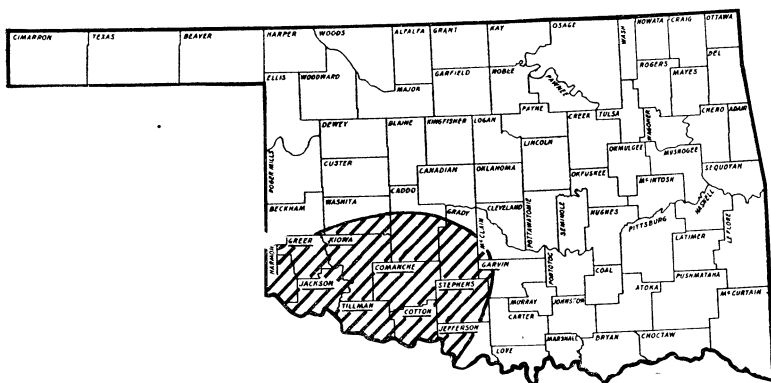 CIMARRON
TEXAS
BEAVER
HARPER
WOODS
ALFALFA
GRANT
KAY
OSAGE
WASH
NOWATA
CRAIG
OTTAWA
DEL
ROGERS
MAYES
ELLIS
WOODWARD
MAJOR
GARFIELD
NOBLE
PAWNEE
PAYNE
CREEK
TULSA
WAGONER
CHERO
ADAIR
DEWEY
BLAINE
KINGFISHER
LOGAN
LINCOLN
OKMULGEE
MUSKOGEE
ROGER MILLS
CUSTER
CANADIAN
OKLAHOMA
OKFUSKEE
McINTOSH
SEQUOYAH
BECKHAM
WASHITA
CADDO
GRADY
McCLAIN
CLEVELAND
POTTAWATOMIE
SEMINOLE
HUGHES
PITTSBURG
HASKELL
LEFLORE
HARMON
GREER
KIOWA
COMANCHE
GARVIN
PONTOTOC
COAL
LATIMER
PUSHMATAHA
JACKSON
TILLMAN
COTTON
STEPHENS
MURRAY
JOHNSTON
ATOKA
McCURTAIN
CARTER
JEFFERSON
LOVE
MARSHALL
BRYAN
CHOCTAW